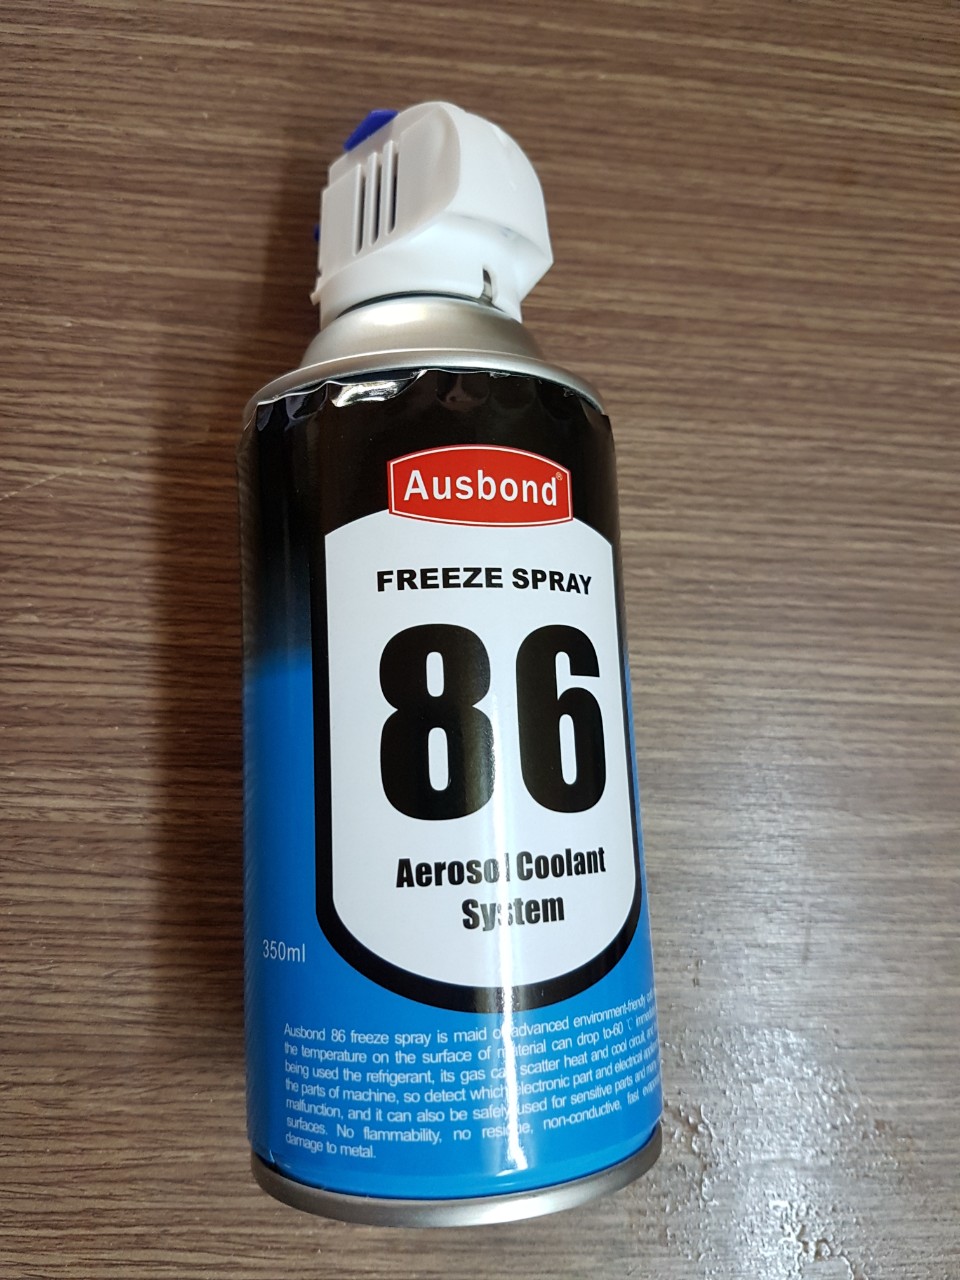 Ausbond®
FREEZE SPRAY
86
Aerosol Coolant
System
350ml
Ausbond 86 freeze spray is maid of advanced environment-friendly
the temperature on the surface of material can drop to-60 ℃
being used the refrigerant, its gas can scatter heat and cool circuit,
the parts of machine, so detect which electronic part and electrical
malfunction, and it can also be safely used for sensitive parts and
surfaces. No flammability, no residue, non-conductive, fast
damage to metal.